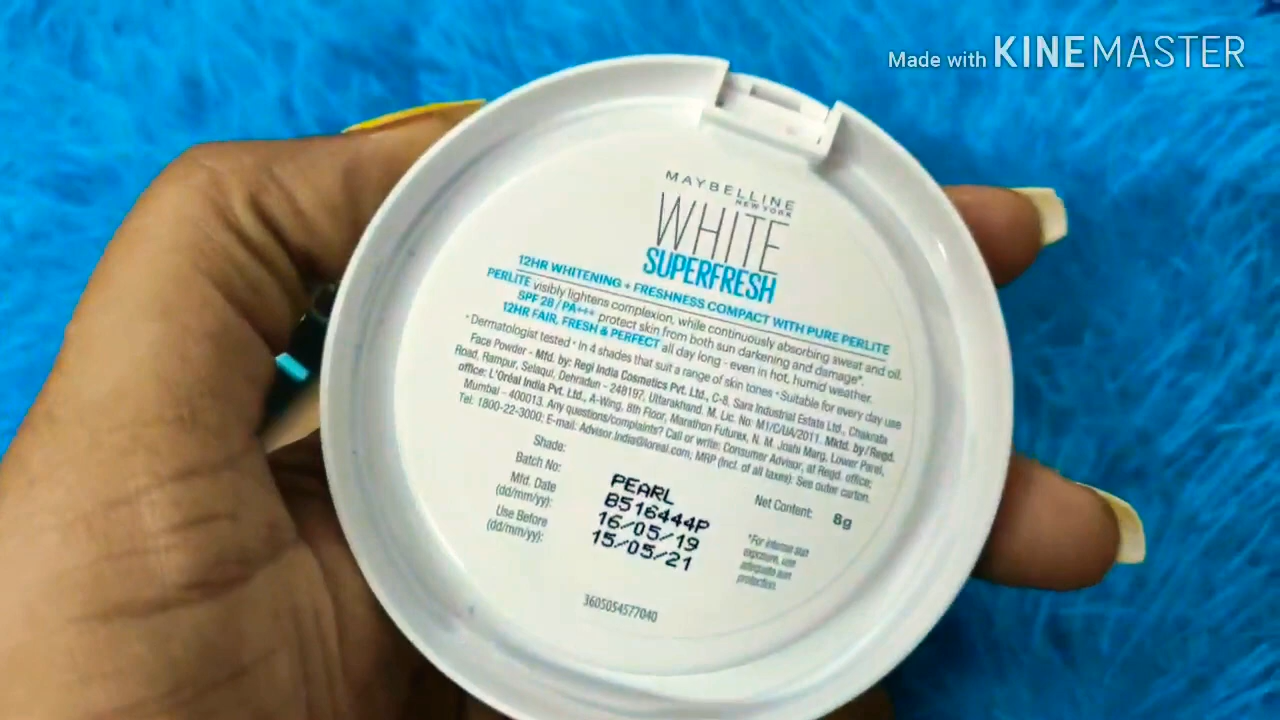 Made with KINEMASTER
MAYBELLINE
NEW YORK
WHITE
SUPERFRESH
12HR WHITENING + FRESHNESS COMPACT WITH PURE PERLITE
PERLITE visibly lightens complexion, while continuously absorbing sweat and oil.
SPF 28 / PA+++ protect skin from both sun darkening and damage*.
12HR FAIR, FRESH & PERFECT all day long - even in hot, humid weather.
• Dermatologist tested • In 4 shades that suit a range of skin tones • Suitable for every day use
Face Powder - Mfd. by: Regi India Cosmetics Pvt. Ltd., C-8, Sara Industrial Estate Ltd., Chakrata
Road, Rampur, Selaqui, Dehradun - 248197, Uttarakhand. M. Lic. No: M1/C/UA/2011. Mktd. by/Regd.
office: L'Oréal India Pvt. Ltd., A-Wing, 8th Floor, Marathon Futurex, N. M. Joshi Marg, Lower Parel,
Mumbai - 400013. Any questions/complaints? Call or write: Consumer Advisor, at Regd. office;
Tel: 1800-22-3000; E-mail: Advisor.India@loreal.com; MRP (Incl. of all taxes): See outer carton.
Shade: PEARL
Batch No: B516444P
Mfd. Date
(dd/mm/yy): 16/05/19
Use Before
(dd/mm/yy): 15/05/21
Net Content: 8g
*For intense sun
exposure, use
adequate sun
protection.
3605054577040